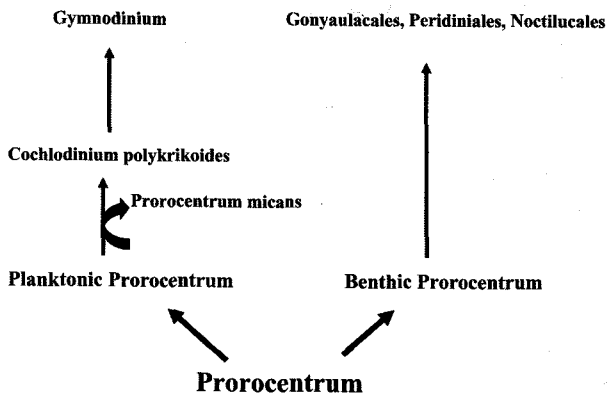 Gymnodinium
Gonyaulacales, Peridiniales, Noctilucales
Cochlodinium polykrikoides
Prorocentrum micans
Planktonic Prorocentrum
Benthic Prorocentrum
Prorocentrum